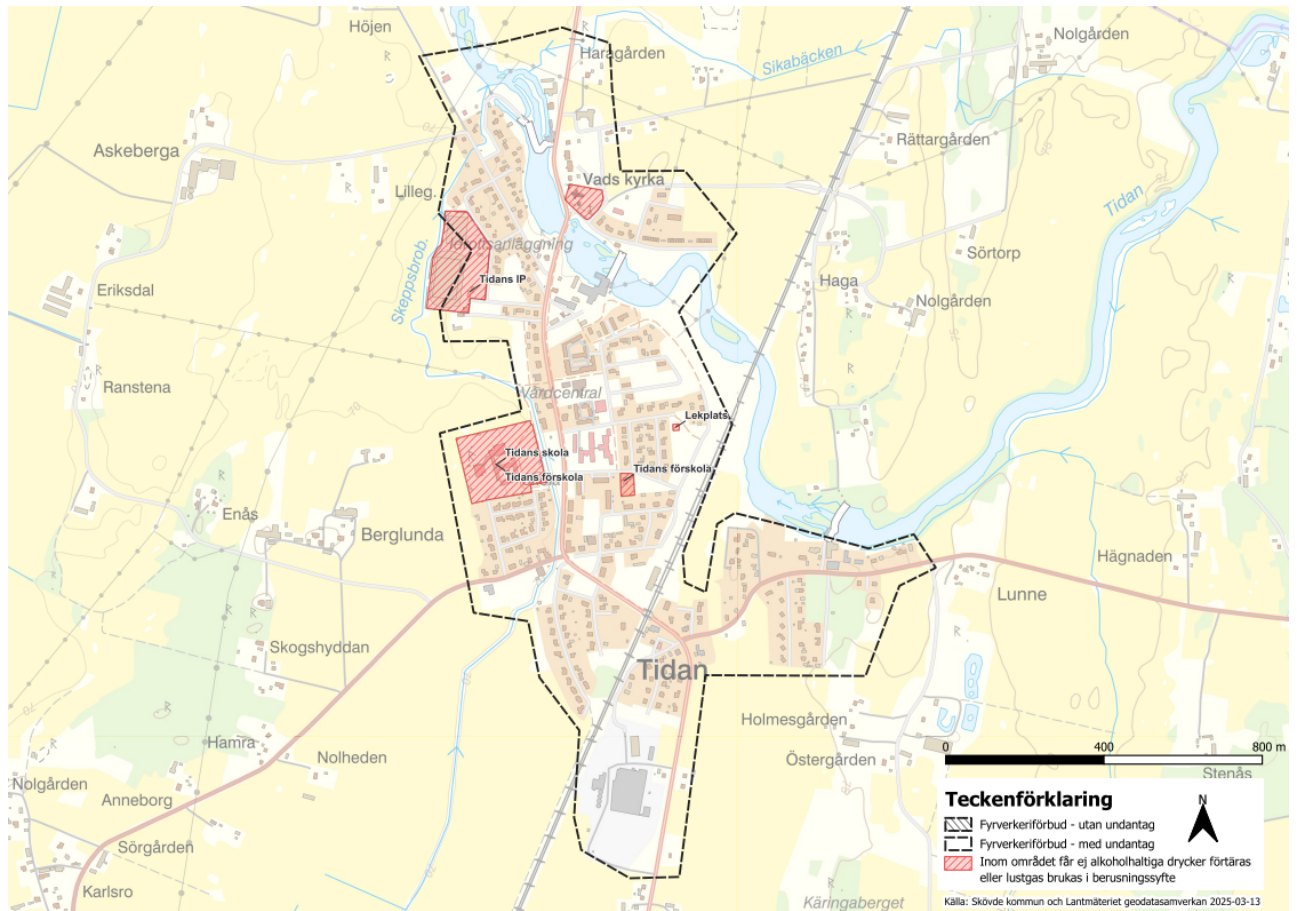 Höjen
Haragården
Sikabäcken
Nolgården
Askeberga
Rättargården
Lilleg.
Vads kyrka
Tidan
Idrottsanläggning
Sörtorp
Tidans IP
Haga
Eriksdal
Skeppsbrob.
Nolgården
Ranstena
70
Vårdcentral
Lekplats
Tidans skola
Tidans förskola
Tidans förskola
Enås
Berglunda
Hägnaden
Lunne
Skogshyddan
Tidan
Holmesgården
Hamra
Nolheden
Östergården
0 400 800 m
Stenås
Nolgården
Anneborg
Sörgården
Karlsro
Käringaberget
Teckenförklaring
N
Fyrverkeriförbud - utan undantag
Fyrverkeriförbud - med undantag
Inom området får ej alkoholhaltiga drycker förtäras
eller lustgas brukas i berusningssyfte
Källa: Skövde kommun och Lantmäteriet geodatasamverkan 2025-03-13